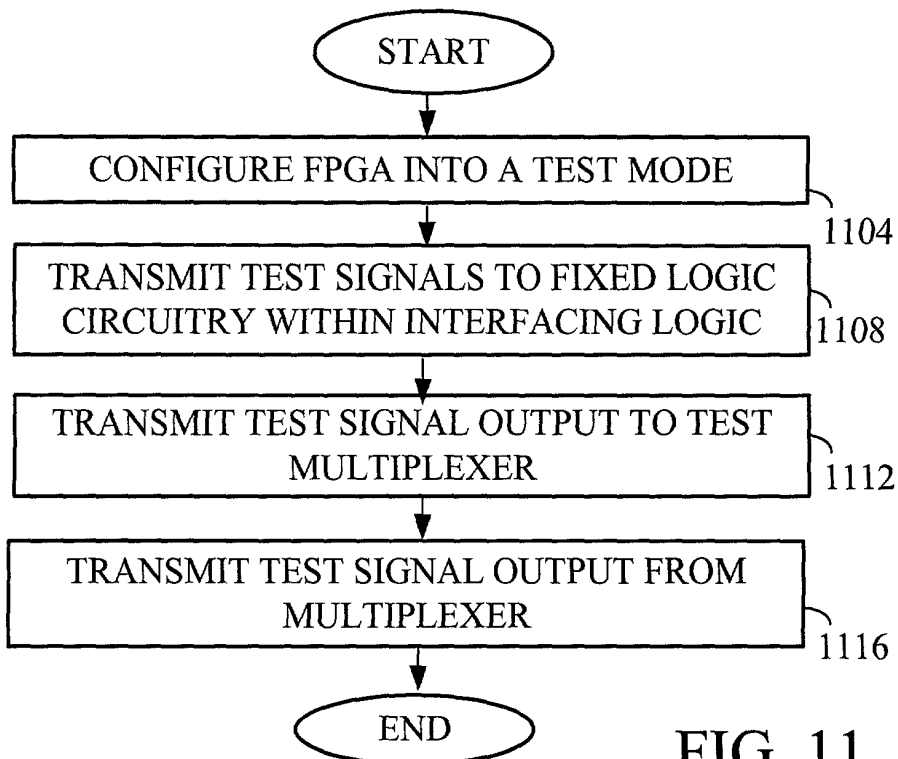 START
CONFIGURE FPGA INTO A TEST MODE
1104
TRANSMIT TEST SIGNALS TO FIXED LOGIC
CIRCUITRY WITHIN INTERFACING LOGIC
1108
TRANSMIT TEST SIGNAL OUTPUT TO TEST
MULTIPLEXER
1112
TRANSMIT TEST SIGNAL OUTPUT FROM
MULTIPLEXER
1116
END
FIG. 11